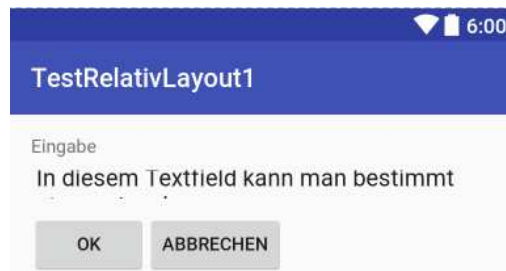 6:00
TestRelativLayout1
Eingabe
In diesem Textfield kann man bestimmt
OK ABBRECHEN